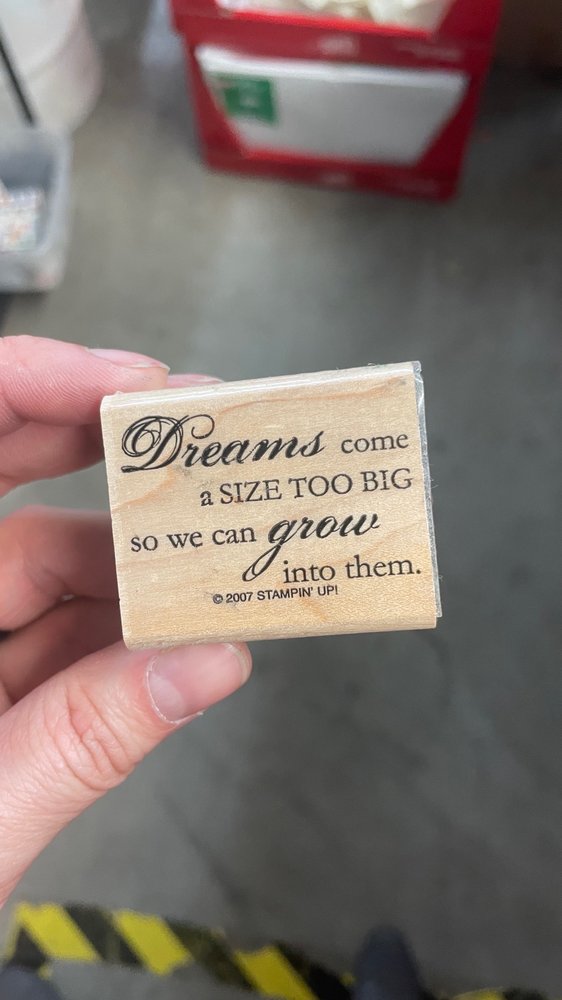 Dreams come
a SIZE TOO BIG
so we can grow
into them.
© 2007 STAMPIN' UP!